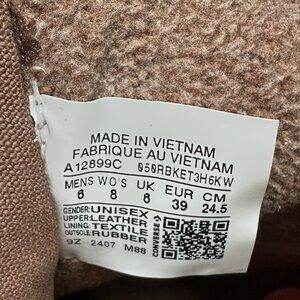 MADE IN VIETNAM
FABRIQUE AU VIETNAM
A12899C 050RBKET3H6KW
MENS WO'S UK EUR CM
6 8 6 39 24.5
GENDER:UNISEX
UPPER:LEATHER
LINING:TEXTILE
OUTSOLE:RUBBER
9Z 2407 M88
CONVERSE